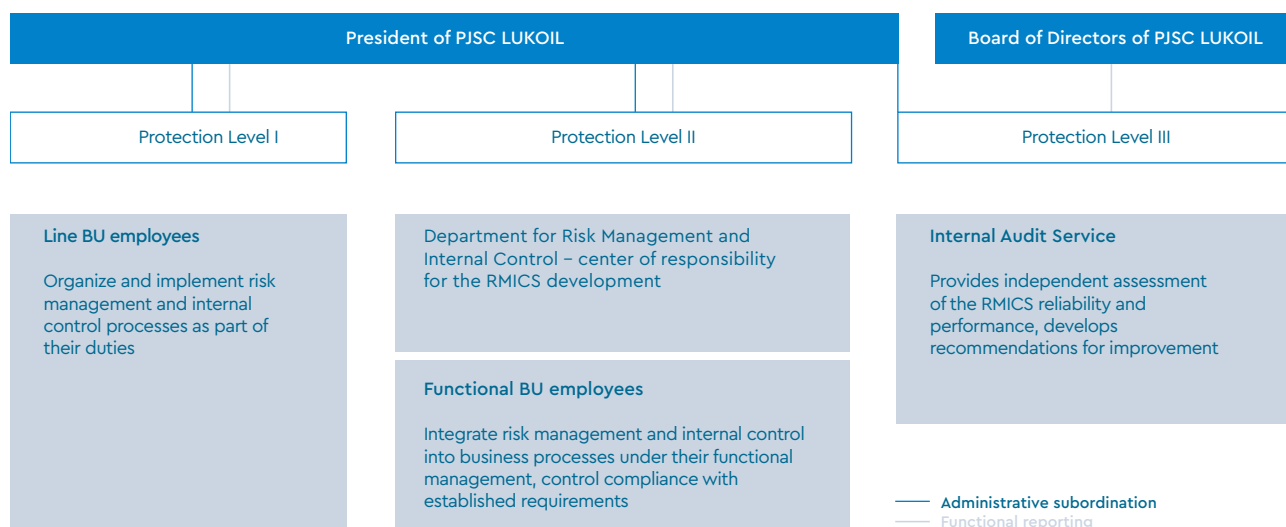 President of PJSC LUKOIL
Board of Directors of PJSC LUKOIL
Protection Level I
Protection Level II
Protection Level III
Line BU employees
Organize and implement risk
management and internal
control processes as part of
their duties
Department for Risk Management and
Internal Control – center of responsibility
for the RMICS development
Functional BU employees
Integrate risk management and internal control
into business processes under their functional
management, control compliance with
established requirements
Internal Audit Service
Provides independent assessment
of the RMICS reliability and
performance, develops
recommendations for improvement
Administrative subordination
Functional reporting